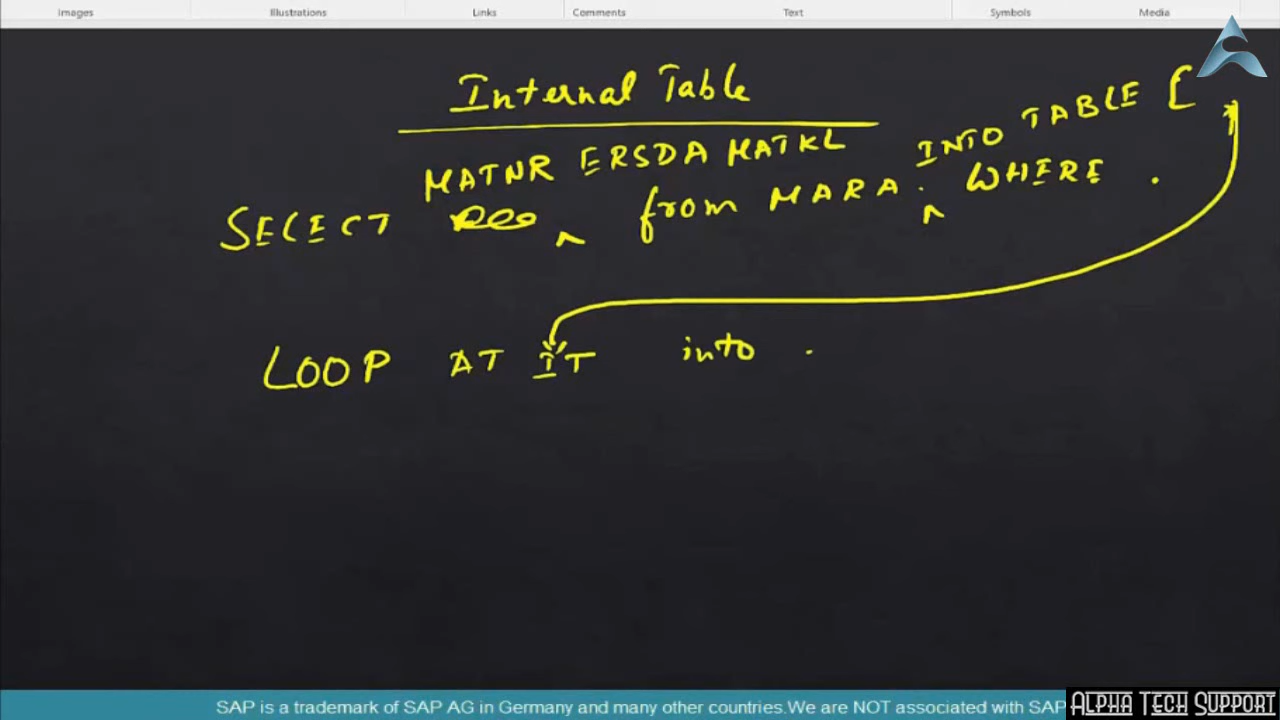 Images Illustrations Links Comments Text Symbols Media
Internal Table
MATNR ERSDA MATKL INTO TABLE [
SELECT from MARA . WHERE .
LOOP AT IT into .
SAP is a trademark of SAP AG in Germany and many other countries.We are NOT associated with SAP
ALPHA TECH SUPPORT